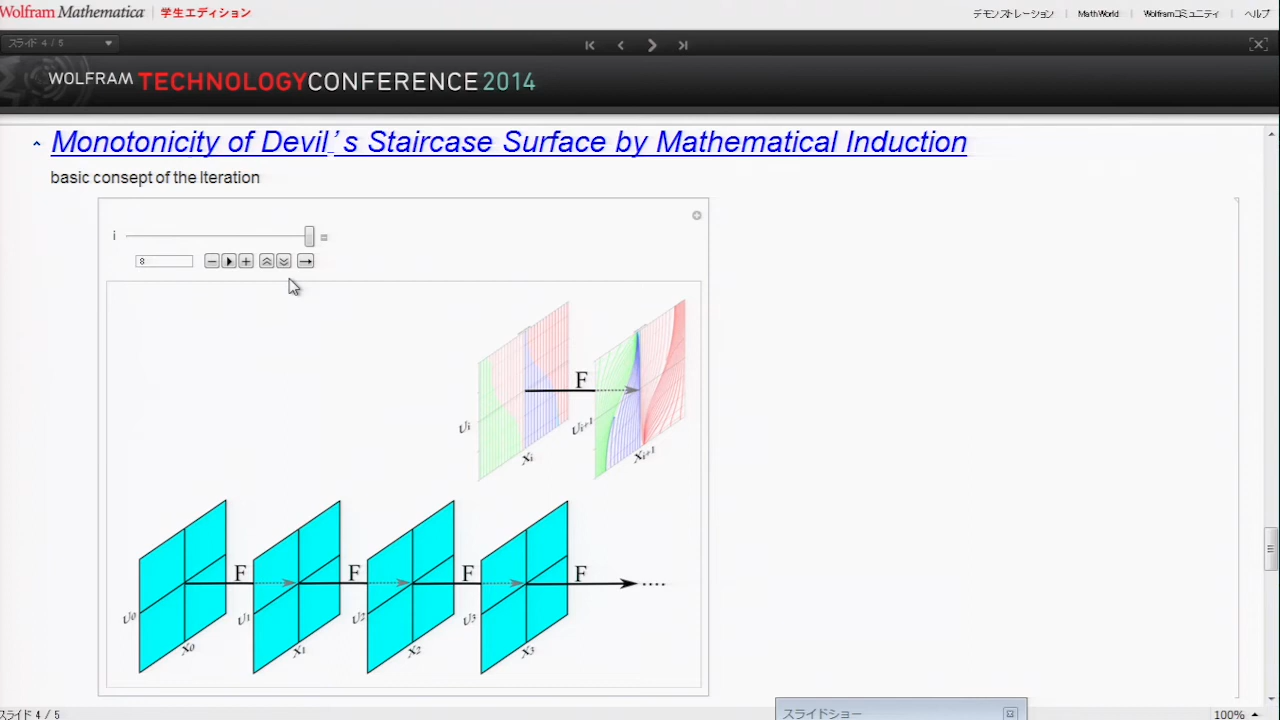 Wolfram Mathematica | 学生エディション
デモンストレーション | MathWorld | Wolframコミュニティ | ヘルプ
スライド 4 / 5
WOLFRAM TECHNOLOGYCONFERENCE 2014
Monotonicity of Devil's Staircase Surface by Mathematical Induction
basic consept of the Iteration
i
8
F
Ui
Ui+1
Xi
Xi+1
F F F F ....
U0 U1 U2 U3
X0 X1 X2 X3
スライドショー
スライド 4 / 5
100%